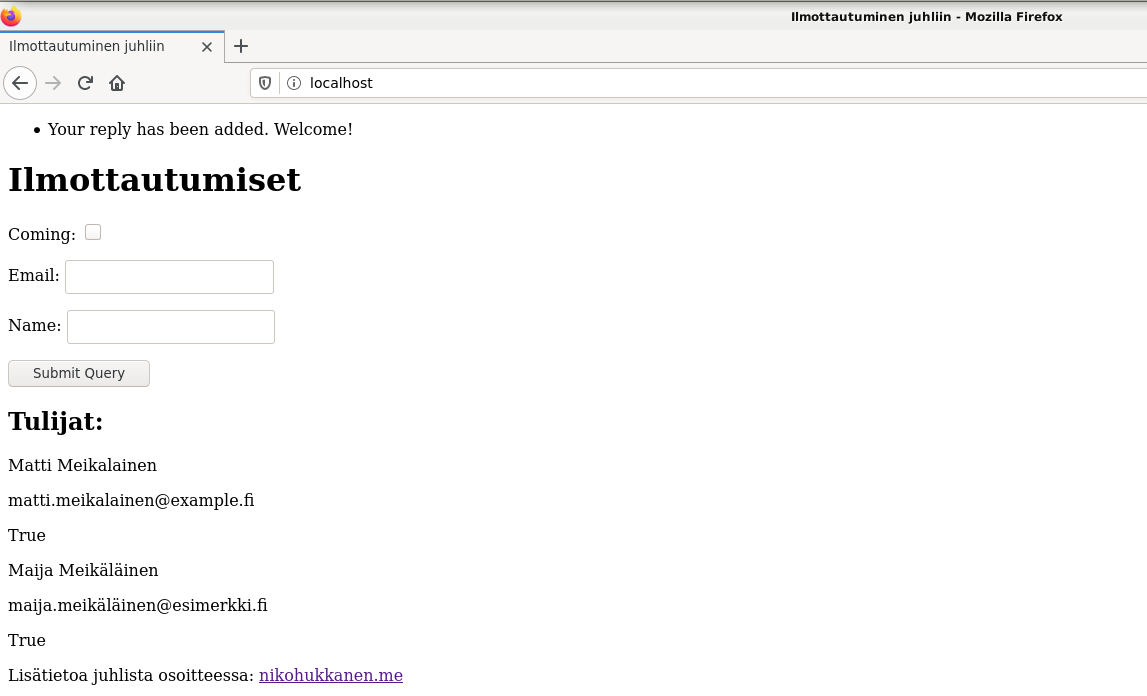 Ilmottautuminen juhliin - Mozilla Firefox
Ilmottautuminen juhliin
localhost
Your reply has been added. Welcome!
Ilmottautumiset
Coming:
Email:
Name:
Submit Query
Tulijat:
Matti Meikalainen
matti.meikalainen@example.fi
True
Maija Meikäläinen
maija.meikäläinen@esimerkki.fi
True
Lisätietoa juhlista osoitteessa: nikohukkanen.me